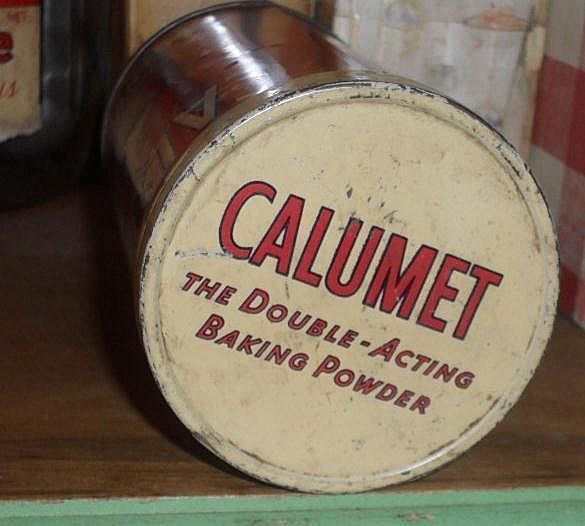 CALUMET
THE DOUBLE-ACTING
BAKING POWDER